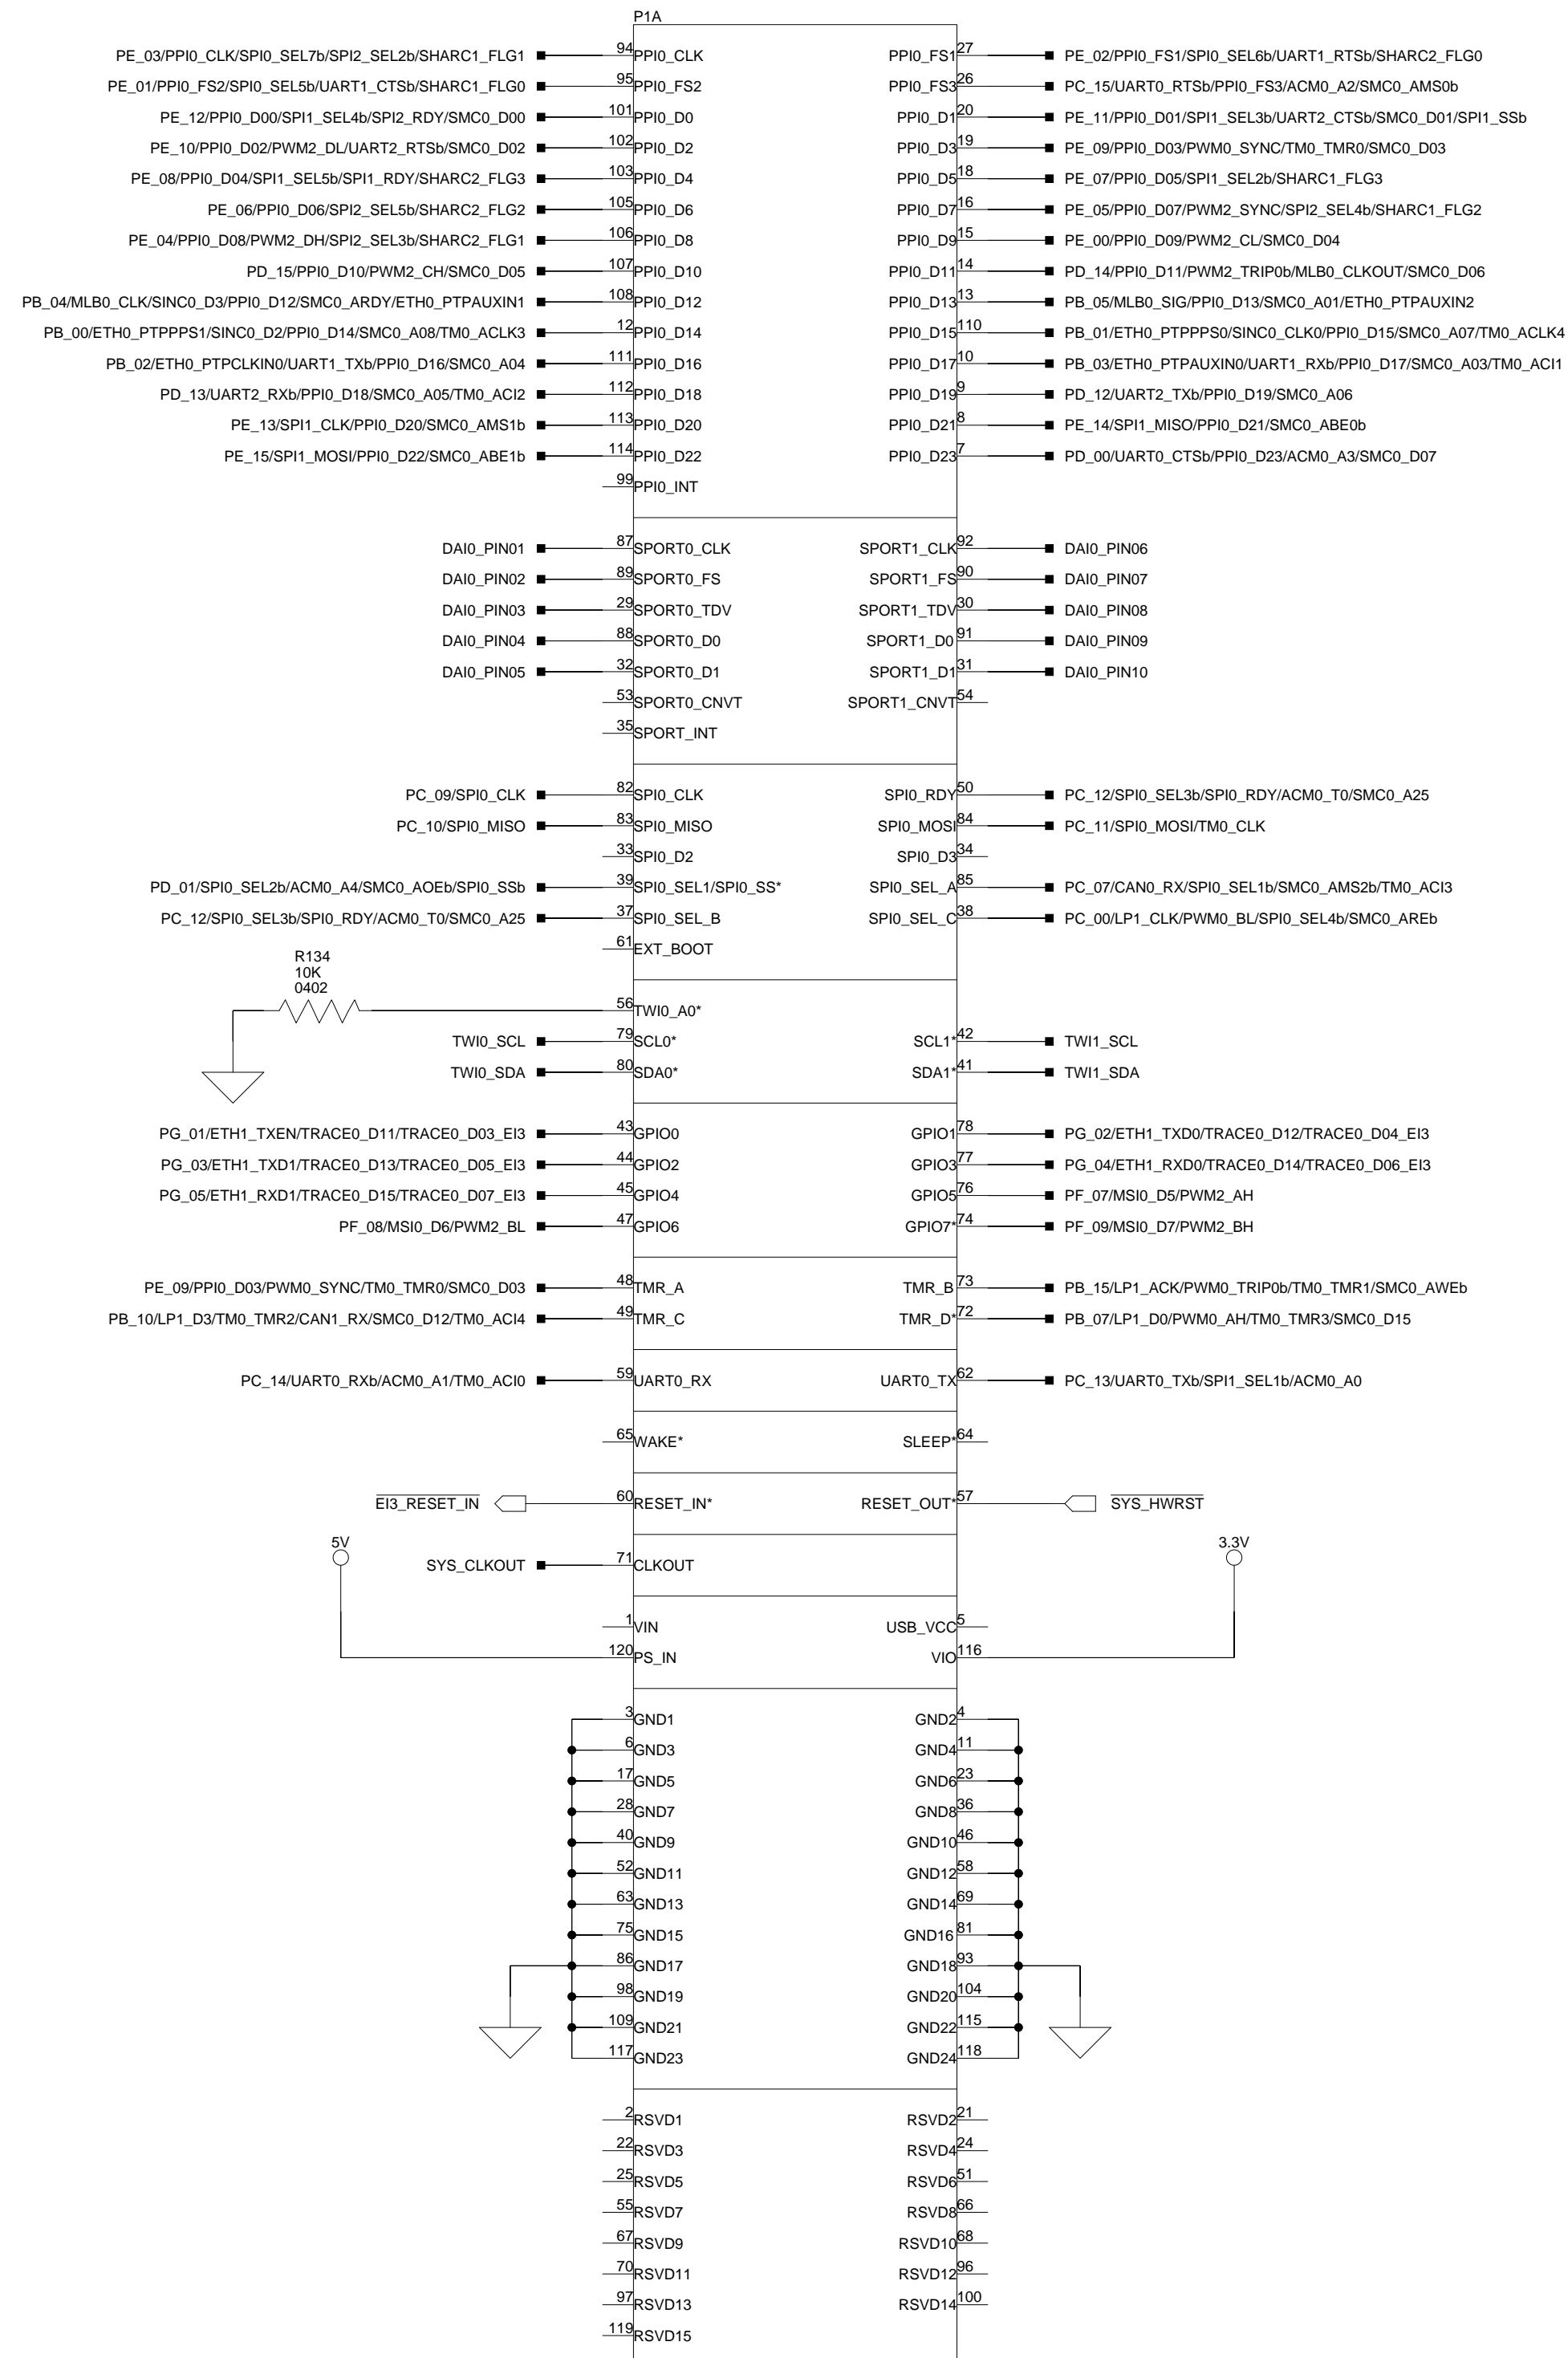 P1A
PE_03/PPI0_CLK/SPI0_SEL7b/SPI2_SEL2b/SHARC1_FLG1 94 PPI0_CLK PPI0_FS1 27 PE_02/PPI0_FS1/SPI0_SEL6b/UART1_RTSb/SHARC2_FLG0
PE_01/PPI0_FS2/SPI0_SEL5b/UART1_CTSb/SHARC1_FLG0 95 PPI0_FS2 PPI0_FS3 26 PC_15/UART0_RTSb/PPI0_FS3/ACM0_A2/SMC0_AMS0b
PE_12/PPI0_D00/SPI1_SEL4b/SPI2_RDY/SMC0_D00 101 PPI0_D0 PPI0_D1 20 PE_11/PPI0_D01/SPI1_SEL3b/UART2_CTSb/SMC0_D01/SPI1_SSb
PE_10/PPI0_D02/PWM2_DL/UART2_RTSb/SMC0_D02 102 PPI0_D2 PPI0_D3 19 PE_09/PPI0_D03/PWM0_SYNC/TM0_TMR0/SMC0_D03
PE_08/PPI0_D04/SPI1_SEL5b/SPI1_RDY/SHARC2_FLG3 103 PPI0_D4 PPI0_D5 18 PE_07/PPI0_D05/SPI1_SEL2b/SHARC1_FLG3
PE_06/PPI0_D06/SPI2_SEL5b/SHARC2_FLG2 105 PPI0_D6 PPI0_D7 16 PE_05/PPI0_D07/PWM2_SYNC/SPI2_SEL4b/SHARC1_FLG2
PE_04/PPI0_D08/PWM2_DH/SPI2_SEL3b/SHARC2_FLG1 106 PPI0_D8 PPI0_D9 15 PE_00/PPI0_D09/PWM2_CL/SMC0_D04
PD_15/PPI0_D10/PWM2_CH/SMC0_D05 107 PPI0_D10 PPI0_D11 14 PD_14/PPI0_D11/PWM2_TRIP0b/MLB0_CLKOUT/SMC0_D06
PB_04/MLB0_CLK/SINC0_D3/PPI0_D12/SMC0_ARDY/ETH0_PTPAUXIN1 108 PPI0_D12 PPI0_D13 13 PB_05/MLB0_SIG/PPI0_D13/SMC0_A01/ETH0_PTPAUXIN2
PB_00/ETH0_PTPPPS1/SINC0_D2/PPI0_D14/SMC0_A08/TM0_ACLK3 12 PPI0_D14 PPI0_D15 110 PB_01/ETH0_PTPPPS0/SINC0_CLK0/PPI0_D15/SMC0_A07/TM0_ACLK4
PB_02/ETH0_PTPCLKIN0/UART1_TXb/PPI0_D16/SMC0_A04 111 PPI0_D16 PPI0_D17 10 PB_03/ETH0_PTPAUXIN0/UART1_RXb/PPI0_D17/SMC0_A03/TM0_ACI1
PD_13/UART2_RXb/PPI0_D18/SMC0_A05/TM0_ACI2 112 PPI0_D18 PPI0_D19 9 PD_12/UART2_TXb/PPI0_D19/SMC0_A06
PE_13/SPI1_CLK/PPI0_D20/SMC0_AMS1b 113 PPI0_D20 PPI0_D21 8 PE_14/SPI1_MISO/PPI0_D21/SMC0_ABE0b
PE_15/SPI1_MOSI/PPI0_D22/SMC0_ABE1b 114 PPI0_D22 PPI0_D23 7 PD_00/UART0_CTSb/PPI0_D23/ACM0_A3/SMC0_D07
99 PPI0_INT
DAI0_PIN01 87 SPORT0_CLK SPORT1_CLK 92 DAI0_PIN06
DAI0_PIN02 89 SPORT0_FS SPORT1_FS 90 DAI0_PIN07
DAI0_PIN03 29 SPORT0_TDV SPORT1_TDV 30 DAI0_PIN08
DAI0_PIN04 88 SPORT0_D0 SPORT1_D0 91 DAI0_PIN09
DAI0_PIN05 32 SPORT0_D1 SPORT1_D1 31 DAI0_PIN10
53 SPORT0_CNVT SPORT1_CNVT 54
35 SPORT_INT
PC_09/SPI0_CLK 82 SPI0_CLK SPI0_RDY 50 PC_12/SPI0_SEL3b/SPI0_RDY/ACM0_T0/SMC0_A25
PC_10/SPI0_MISO 83 SPI0_MISO SPI0_MOSI 84 PC_11/SPI0_MOSI/TM0_CLK
33 SPI0_D2 SPI0_D3 34
PD_01/SPI0_SEL2b/ACM0_A4/SMC0_AOEb/SPI0_SSb 39 SPI0_SEL1/SPI0_SS* SPI0_SEL_A 85 PC_07/CAN0_RX/SPI0_SEL1b/SMC0_AMS2b/TM0_ACI3
PC_12/SPI0_SEL3b/SPI0_RDY/ACM0_T0/SMC0_A25 37 SPI0_SEL_B SPI0_SEL_C 38 PC_00/LP1_CLK/PWM0_BL/SPI0_SEL4b/SMC0_AREb
61 EXT_BOOT
R134
10K
0402
56 TWI0_A0*
TWI0_SCL 79 SCL0* SCL1* 42 TWI1_SCL
TWI0_SDA 80 SDA0* SDA1* 41 TWI1_SDA
PG_01/ETH1_TXEN/TRACE0_D11/TRACE0_D03_EI3 43 GPIO0 GPIO1 78 PG_02/ETH1_TXD0/TRACE0_D12/TRACE0_D04_EI3
PG_03/ETH1_TXD1/TRACE0_D13/TRACE0_D05_EI3 44 GPIO2 GPIO3 77 PG_04/ETH1_RXD0/TRACE0_D14/TRACE0_D06_EI3
PG_05/ETH1_RXD1/TRACE0_D15/TRACE0_D07_EI3 45 GPIO4 GPIO5 76 PF_07/MSI0_D5/PWM2_AH
PF_08/MSI0_D6/PWM2_BL 47 GPIO6 GPIO7* 74 PF_09/MSI0_D7/PWM2_BH
PE_09/PPI0_D03/PWM0_SYNC/TM0_TMR0/SMC0_D03 48 TMR_A TMR_B 73 PB_15/LP1_ACK/PWM0_TRIP0b/TM0_TMR1/SMC0_AWEb
PB_10/LP1_D3/TM0_TMR2/CAN1_RX/SMC0_D12/TM0_ACI4 49 TMR_C TMR_D* 72 PB_07/LP1_D0/PWM0_AH/TM0_TMR3/SMC0_D15
PC_14/UART0_RXb/ACM0_A1/TM0_ACI0 59 UART0_RX UART0_TX 62 PC_13/UART0_TXb/SPI1_SEL1b/ACM0_A0
65 WAKE* SLEEP* 64
EI3_RESET_IN 60 RESET_IN* RESET_OUT* 57 SYS_HWRST
5V 3.3V
SYS_CLKOUT 71 CLKOUT
1 VIN USB_VCC 5
120 PS_IN VIO 116
3 GND1 GND2 4
6 GND3 GND4 11
17 GND5 GND6 23
28 GND7 GND8 36
40 GND9 GND10 46
52 GND11 GND12 58
63 GND13 GND14 69
75 GND15 GND16 81
86 GND17 GND18 93
98 GND19 GND20 104
109 GND21 GND22 115
117 GND23 GND24 118
2 RSVD1 RSVD2 21
22 RSVD3 RSVD4 24
25 RSVD5 RSVD6 51
55 RSVD7 RSVD8 66
67 RSVD9 RSVD10 68
70 RSVD11 RSVD12 96
97 RSVD13 RSVD14 100
119 RSVD15